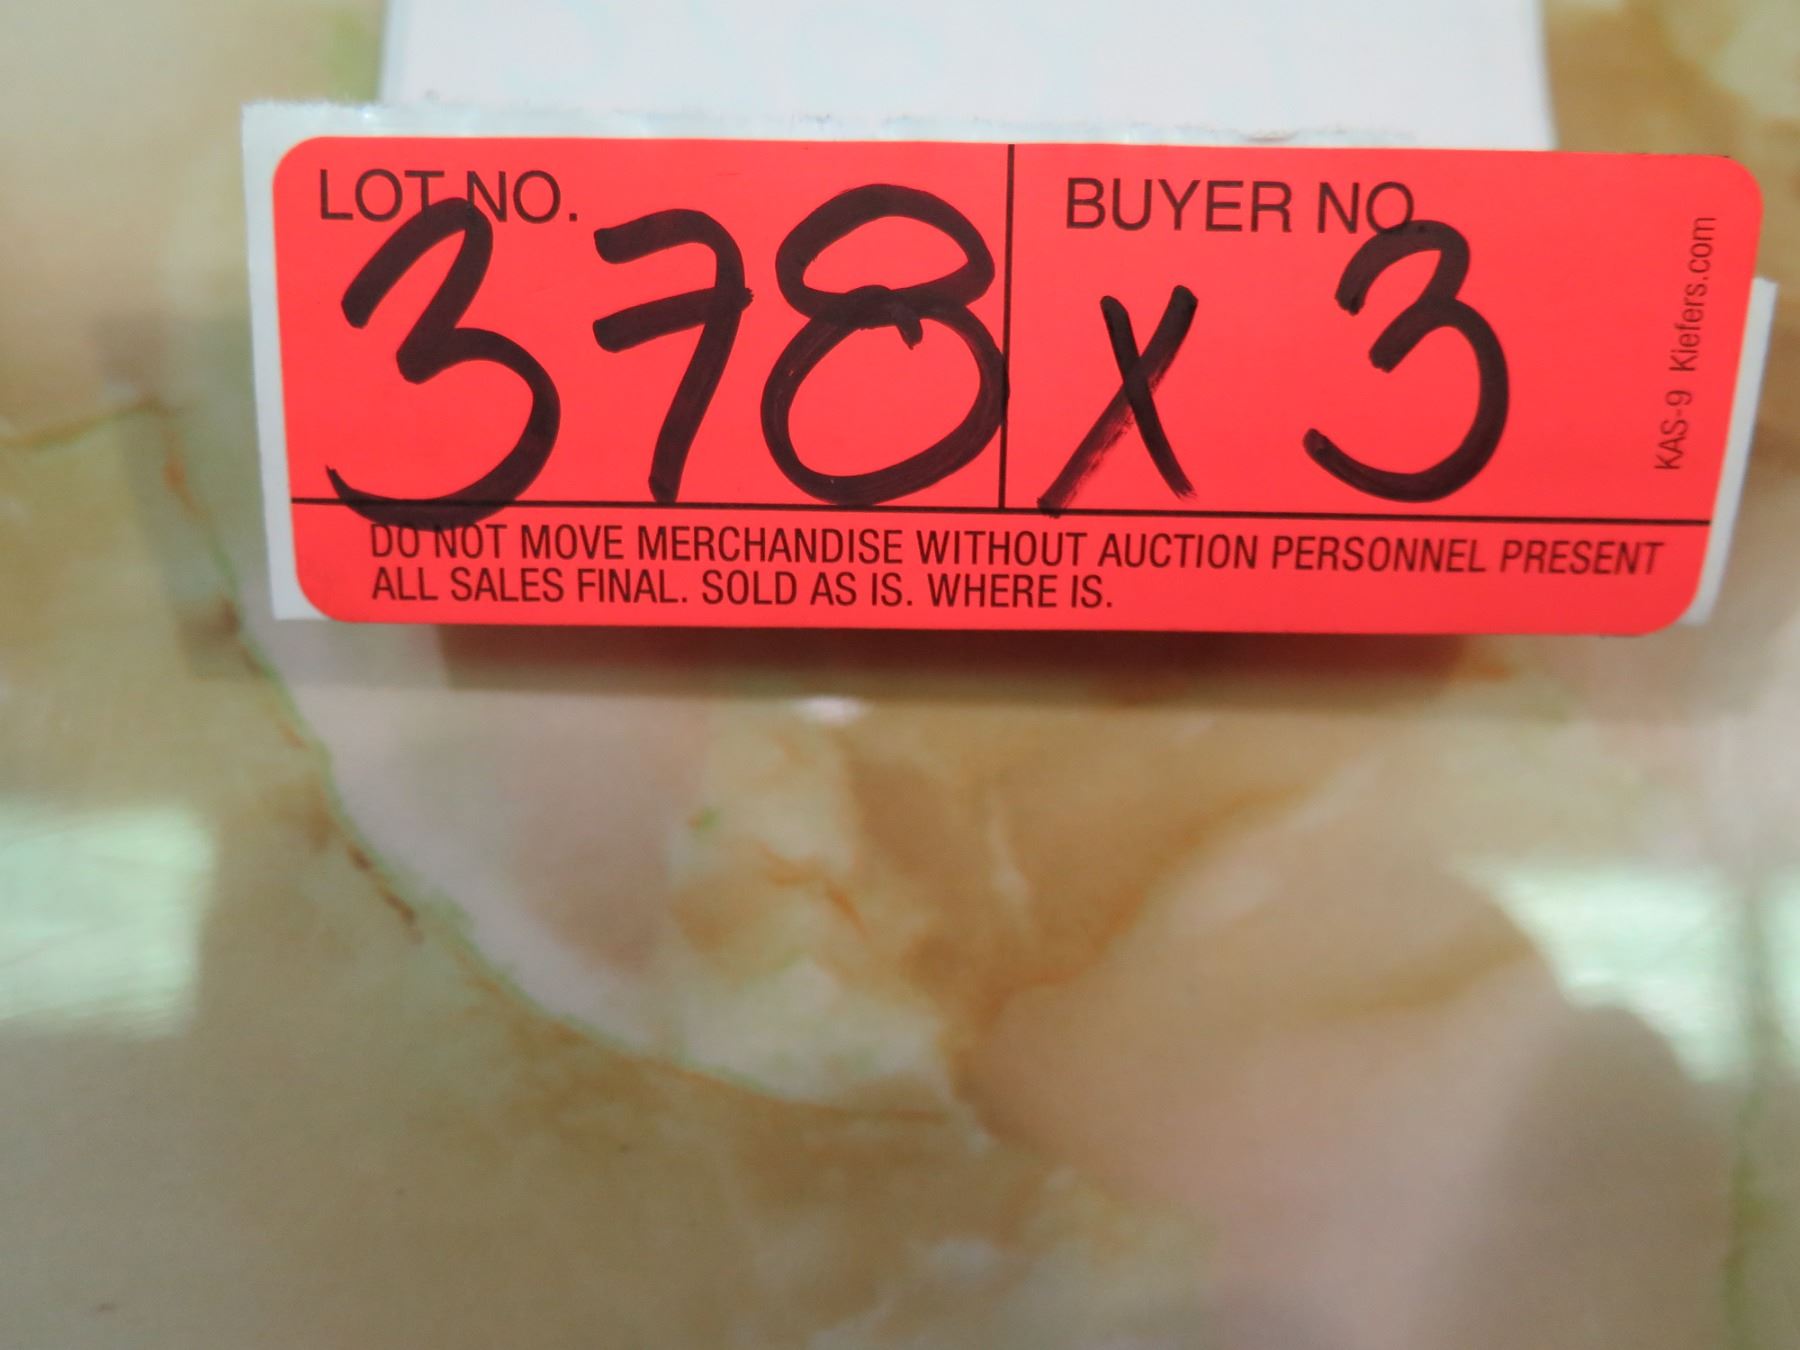 LOT NO. BUYER NO.
378 x 3
DO NOT MOVE MERCHANDISE WITHOUT AUCTION PERSONNEL PRESENT
ALL SALES FINAL. SOLD AS IS. WHERE IS.
KAS-9 Kiefers.com